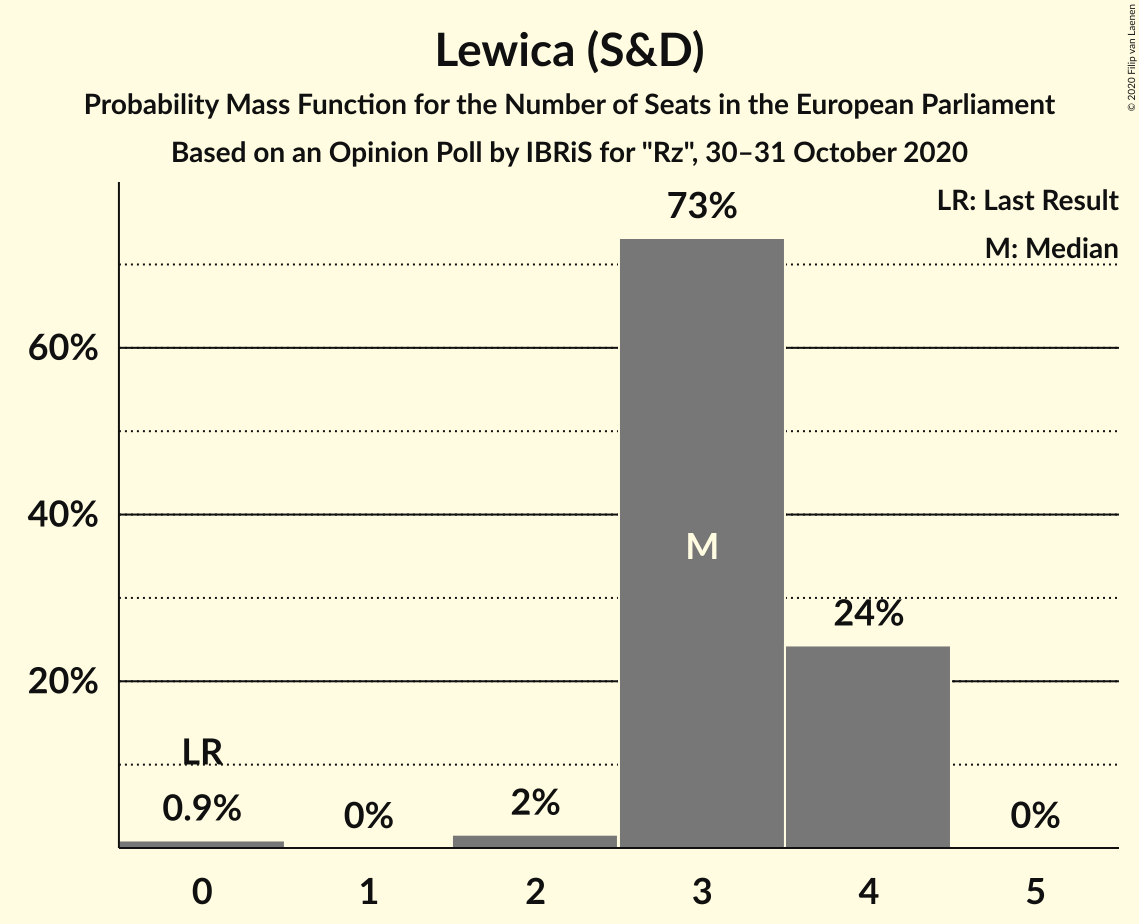 Lewica (S&D)
Probability Mass Function for the Number of Seats in the European Parliament
Based on an Opinion Poll by IBRiS for "Rz", 30–31 October 2020
© 2020 Filip van Laenen
LR: Last Result
M: Median
73%
60%
40%
M
24%
20%
LR
0.9%
0%
2%
0%
0
1
2
3
4
5